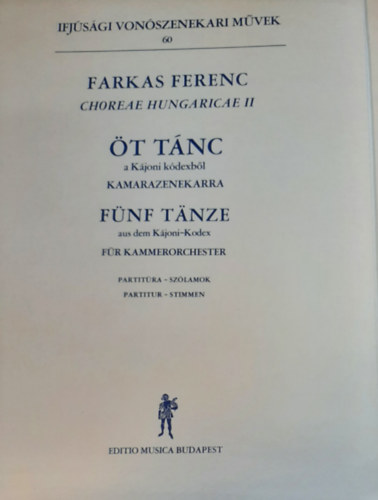 IFJÚSÁGI VONÓSZENEKARI MŰVEK
60
FARKAS FERENC
CHOREAE HUNGARICAE II
ÖT TÁNC
a Kájoni kódexből
KAMARAZENEKARRA
FÜNF TÄNZE
aus dem Kájoni-Kodex
FÜR KAMMERORCHESTER
PARTITÚRA – SZÓLAMOK
PARTITUR – STIMMEN
EDITIO MUSICA BUDAPEST